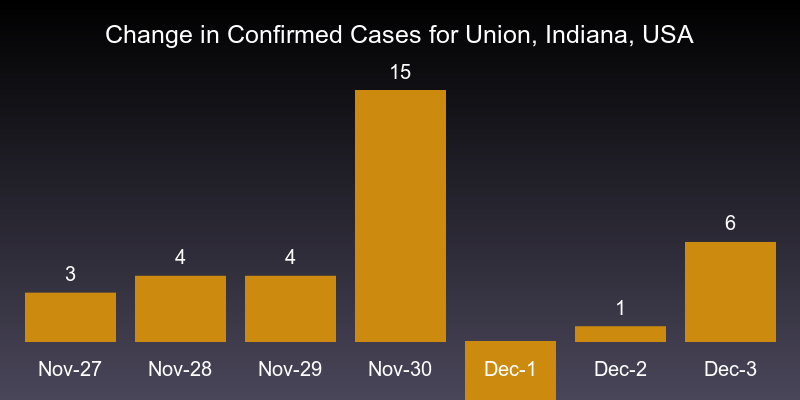 Change in Confirmed Cases for Union, Indiana, USA
15
6
4 4
3
1
Nov-27 Nov-28 Nov-29 Nov-30 Dec-1 Dec-2 Dec-3